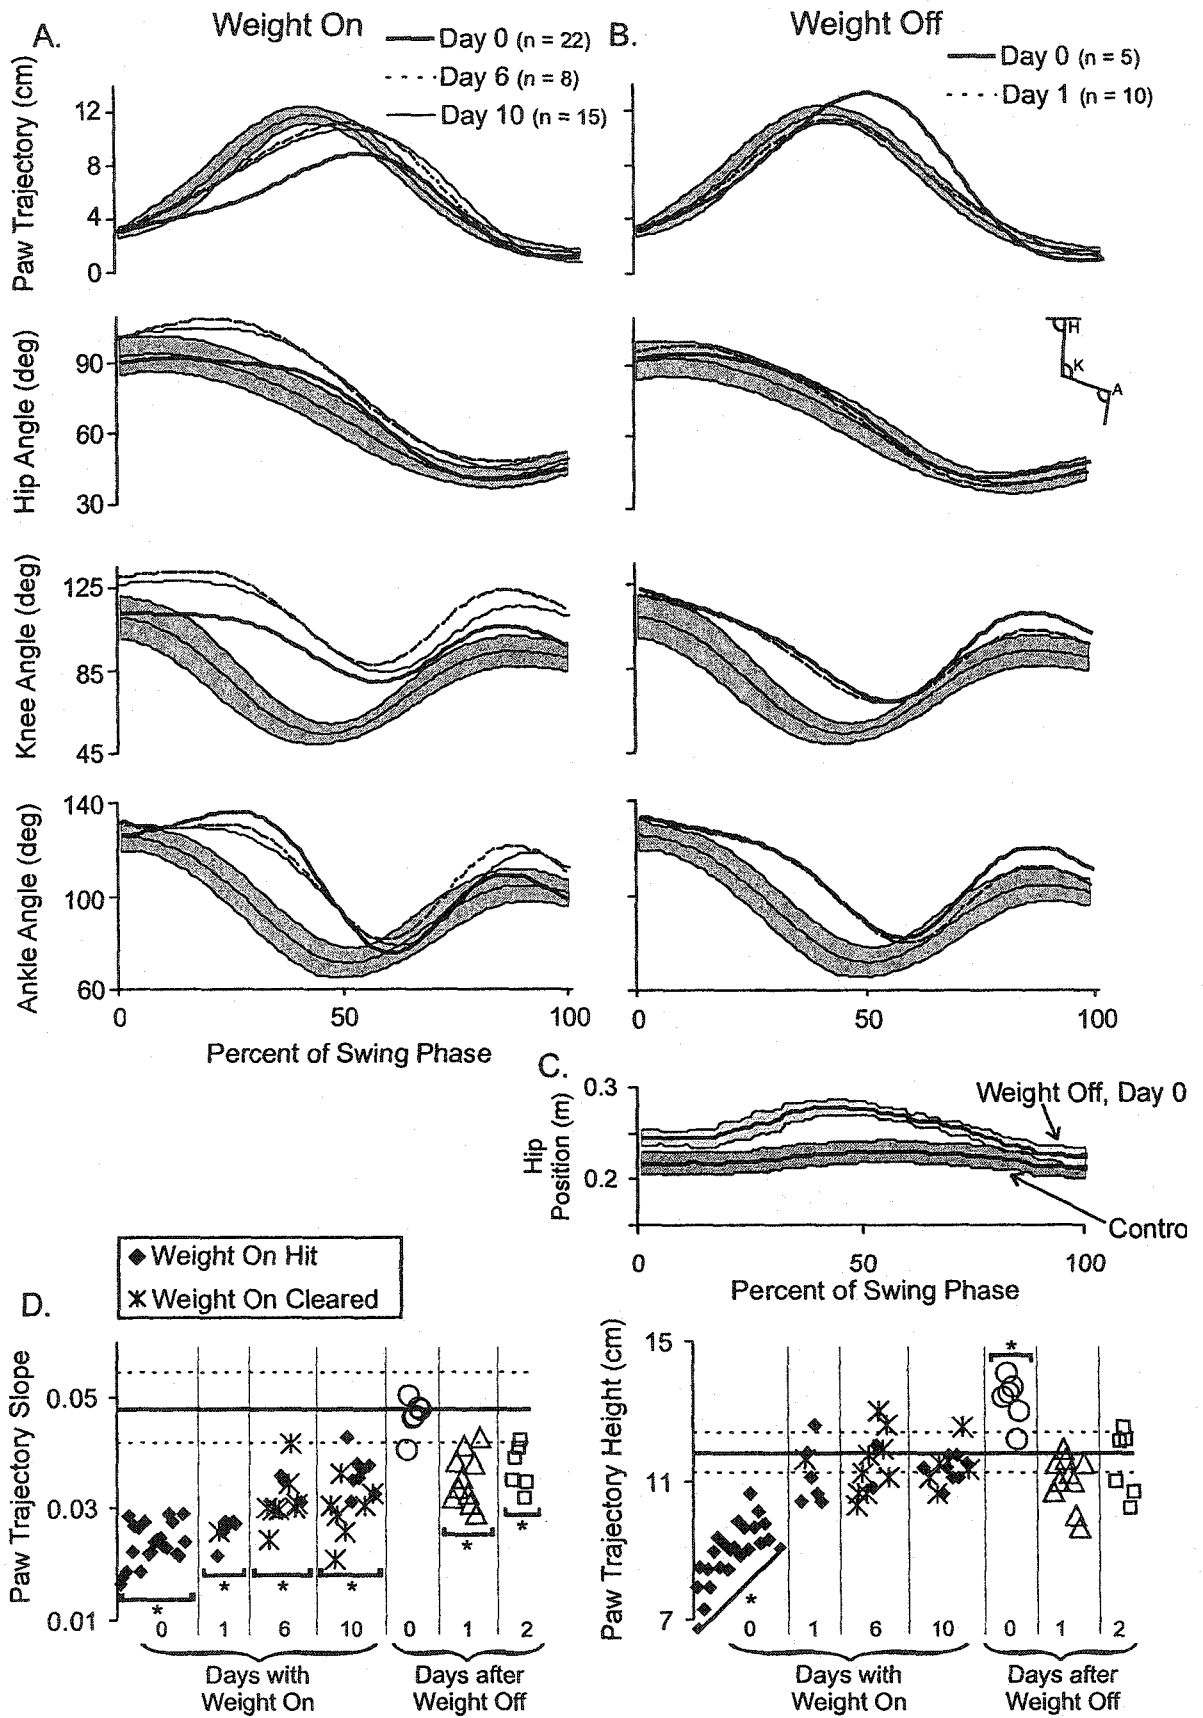 A. Weight On
Day 0 (n = 22)
Day 6 (n = 8)
Day 10 (n = 15)
B. Weight Off
Day 0 (n = 5)
Day 1 (n = 10)
Paw Trajectory (cm)
12
8
4
0
Hip Angle (deg)
90
60
30
H
K
A
Knee Angle (deg)
125
85
45
Ankle Angle (deg)
140
100
60
0 50 100
0 50 100
Percent of Swing Phase
C.
Hip
Position (m)
0.3
0.2
Weight Off, Day 0
Contro
0 50 100
Percent of Swing Phase
D.
Weight On Hit
Weight On Cleared
Paw Trajectory Slope
0.05
0.03
0.01
* * * * * *
0 1 6 10 0 1 2
Days with
Weight On
Days after
Weight Off
Paw Trajectory Height (cm)
15
11
7
* *
0 1 6 10 0 1 2
Days with
Weight On
Days after
Weight Off